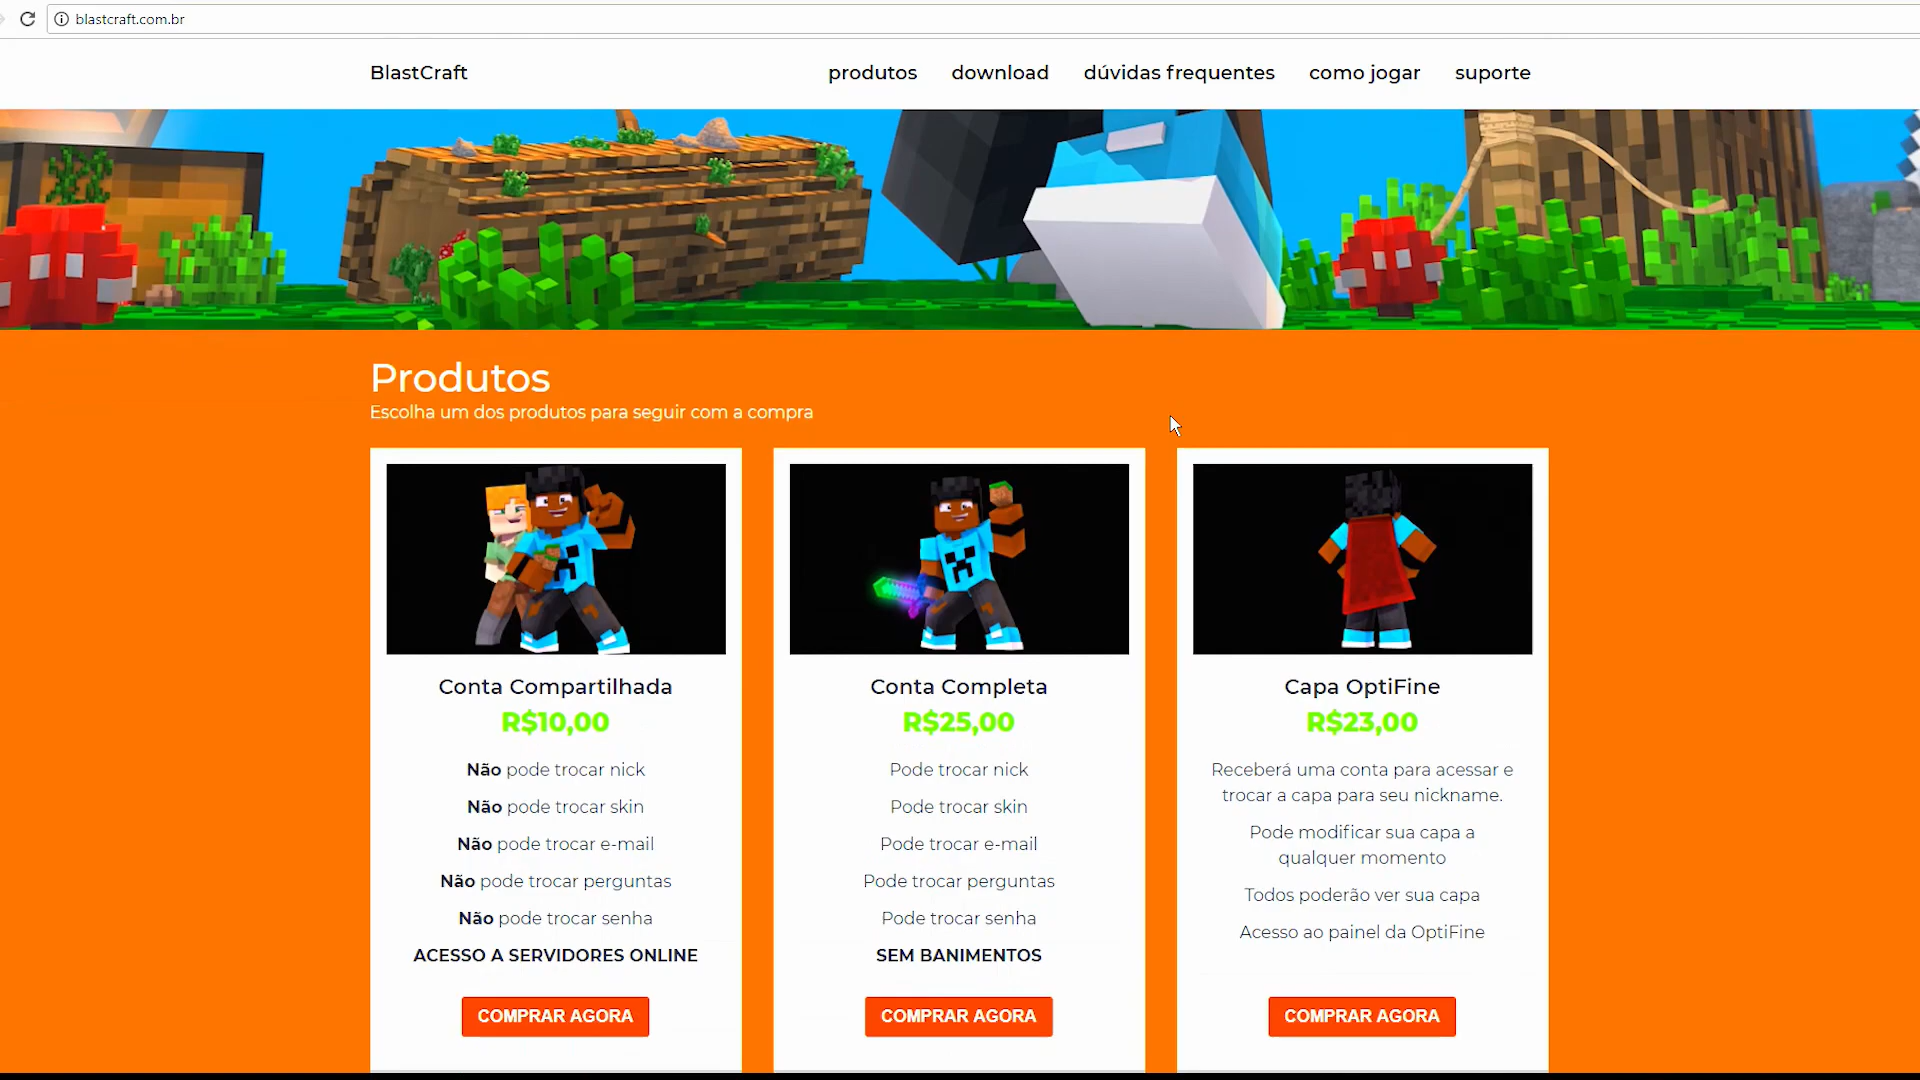 blastcraft.com.br
BlastCraft
produtos
download
dúvidas frequentes
como jogar
suporte
Produtos
Escolha um dos produtos para seguir com a compra
Conta Compartilhada
R$10,00
Não pode trocar nick
Não pode trocar skin
Não pode trocar e-mail
Não pode trocar perguntas
Não pode trocar senha
ACESSO A SERVIDORES ONLINE
COMPRAR AGORA
Conta Completa
R$25,00
Pode trocar nick
Pode trocar skin
Pode trocar e-mail
Pode trocar perguntas
Pode trocar senha
SEM BANIMENTOS
COMPRAR AGORA
Capa OptiFine
R$23,00
Receberá uma conta para acessar e
trocar a capa para seu nickname.
Pode modificar sua capa a
qualquer momento
Todos poderão ver sua capa
Acesso ao painel da OptiFine
COMPRAR AGORA